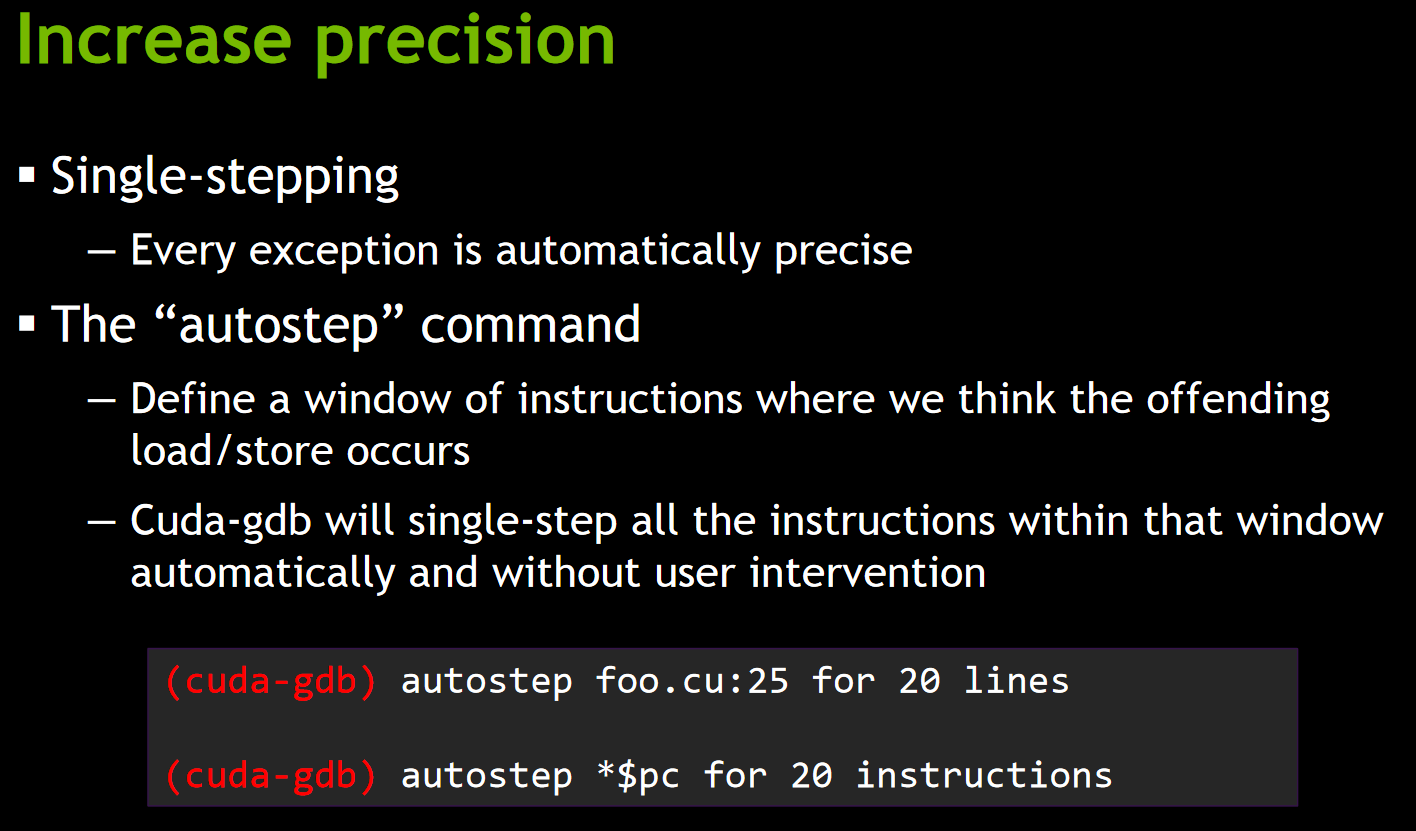 Increase precision
▪ Single-stepping
— Every exception is automatically precise
▪ The “autostep” command
— Define a window of instructions where we think the offending
load/store occurs
— Cuda-gdb will single-step all the instructions within that window
automatically and without user intervention
(cuda-gdb) autostep foo.cu:25 for 20 lines
(cuda-gdb) autostep *$pc for 20 instructions